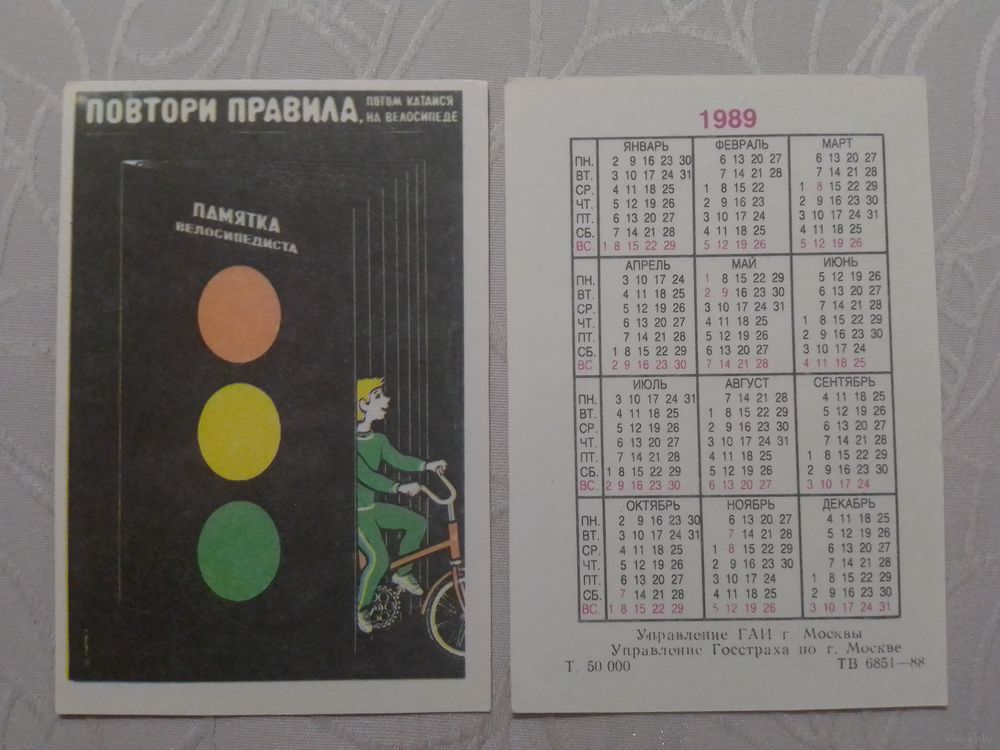 ПОВТОРИ ПРАВИЛА, ПОТОМ КАТАЙСЯ
НА ВЕЛОСИПЕДЕ
ПАМЯТКА
ВЕЛОСИПЕДИСТА
1989
ЯНВАРЬ ФЕВРАЛЬ МАРТ
ПН. 2 9 16 23 30 6 13 20 27 6 13 20 27
ВТ. 3 10 17 24 31 7 14 21 28 7 14 21 28
СР. 4 11 18 25 1 8 15 22 1 8 15 22 29
ЧТ. 5 12 19 26 2 9 16 23 2 9 16 23 30
ПТ. 6 13 20 27 3 10 17 24 3 10 17 24 31
СБ. 7 14 21 28 4 11 18 25 4 11 18 25
ВС. 1 8 15 22 29 5 12 19 26 5 12 19 26
АПРЕЛЬ МАЙ ИЮНЬ
ПН. 3 10 17 24 1 8 15 22 29 5 12 19 26
ВТ. 4 11 18 25 2 9 16 23 30 6 13 20 27
СР. 5 12 19 26 3 10 17 24 31 7 14 21 28
ЧТ. 6 13 20 27 4 11 18 25 1 8 15 22 29
ПТ. 7 14 21 28 5 12 19 26 2 9 16 23 30
СБ. 1 8 15 22 29 6 13 20 27 3 10 17 24
ВС. 2 9 16 23 30 7 14 21 28 4 11 18 25
ИЮЛЬ АВГУСТ СЕНТЯБРЬ
ПН. 3 10 17 24 31 7 14 21 28 4 11 18 25
ВТ. 4 11 18 25 1 8 15 22 29 5 12 19 26
СР. 5 12 19 26 2 9 16 23 30 6 13 20 27
ЧТ. 6 13 20 27 3 10 17 24 31 7 14 21 28
ПТ. 7 14 21 28 4 11 18 25 1 8 15 22 29
СБ. 1 8 15 22 29 5 12 19 26 2 9 16 23 30
ВС. 2 9 16 23 30 6 13 20 27 3 10 17 24
ОКТЯБРЬ НОЯБРЬ ДЕКАБРЬ
ПН. 2 9 16 23 30 6 13 20 27 4 11 18 25
ВТ. 3 10 17 24 31 7 14 21 28 5 12 19 26
СР. 4 11 18 25 1 8 15 22 29 6 13 20 27
ЧТ. 5 12 19 26 2 9 16 23 30 7 14 21 28
ПТ. 6 13 20 27 3 10 17 24 1 8 15 22 29
СБ. 7 14 21 28 4 11 18 25 2 9 16 23 30
ВС. 1 8 15 22 29 5 12 19 26 3 10 17 24 31
Управление ГАИ г Москвы
Управление Госстраха по г. Москве
Т. 50 000 ТВ 6851—88
www.ay.by